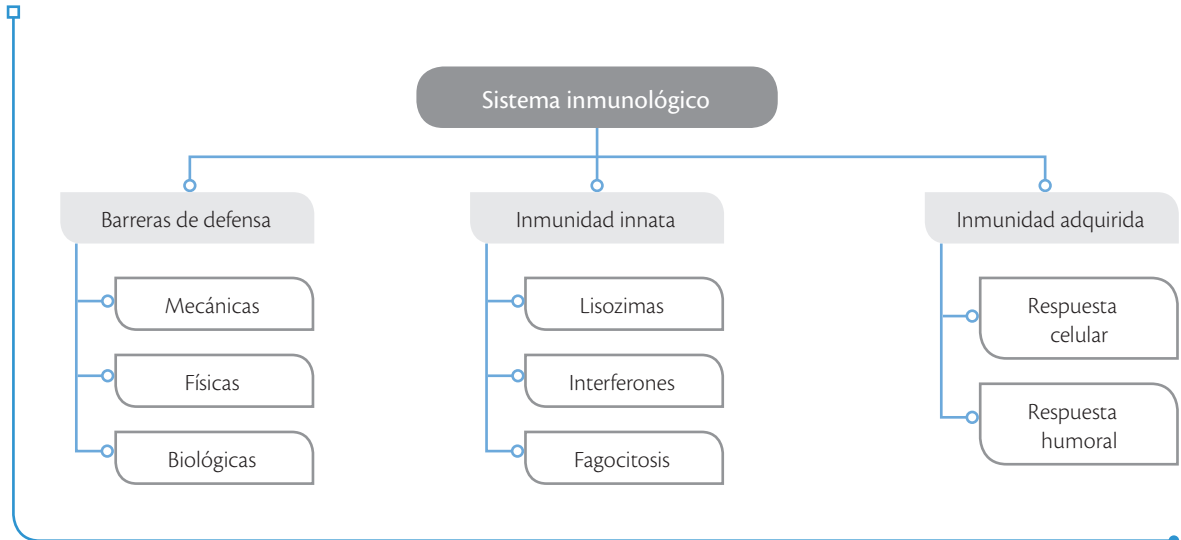 Sistema inmunológico
Barreras de defensa
Mecánicas
Físicas
Biológicas
Inmunidad innata
Lisozimas
Interferones
Fagocitosis
Inmunidad adquirida
Respuesta
celular
Respuesta
humoral